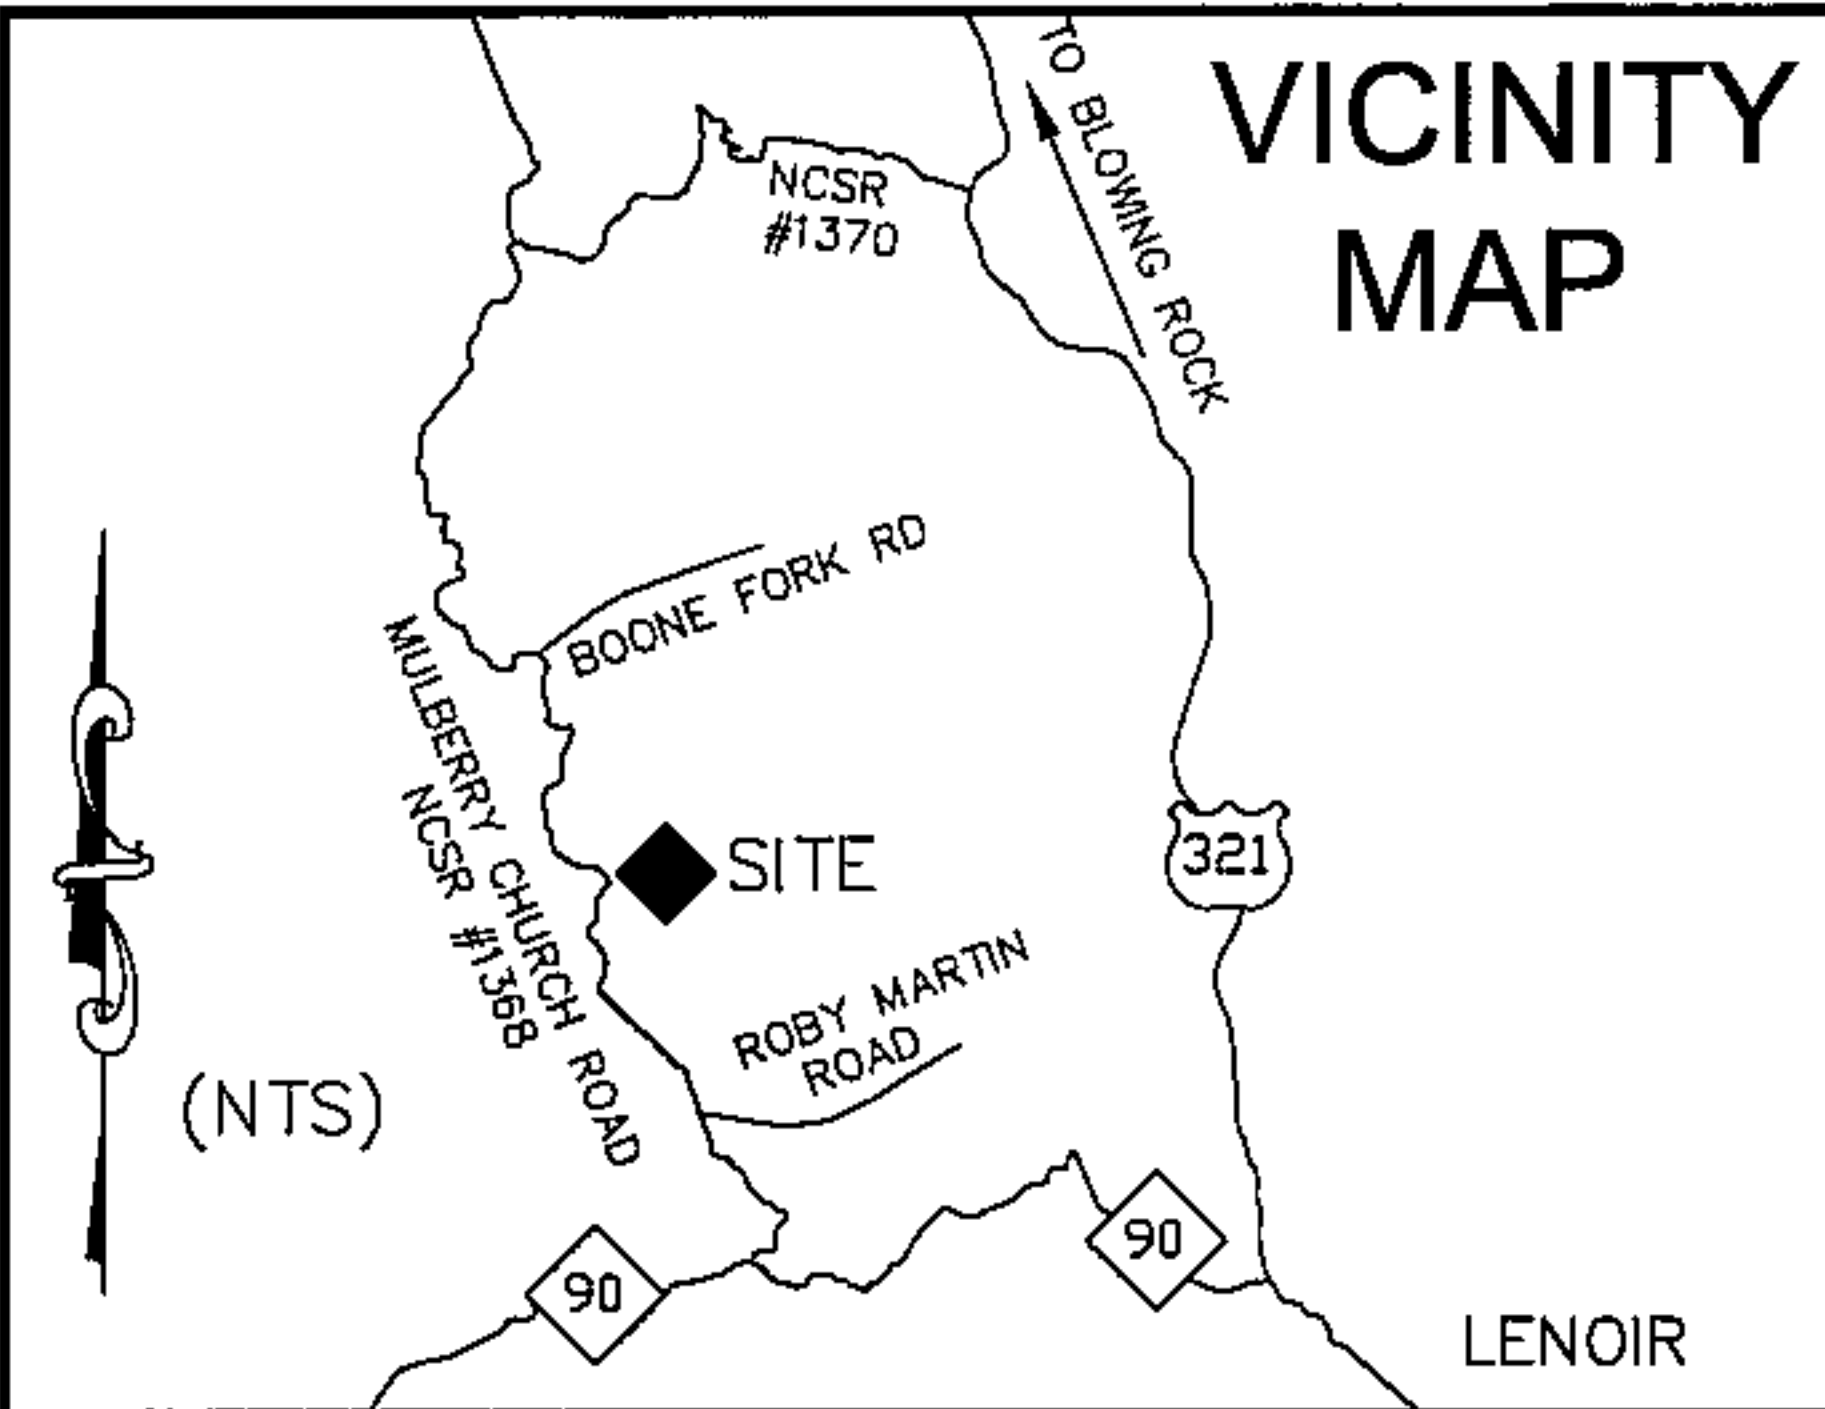 VICINITY
MAP
TO BLOWING ROCK
NCSR
#1370
BOONE FORK RD
MULBERRY CHURCH ROAD
NCSR #1368
SITE
321
ROBY MARTIN
ROAD
(NTS)
90
90
LENOIR